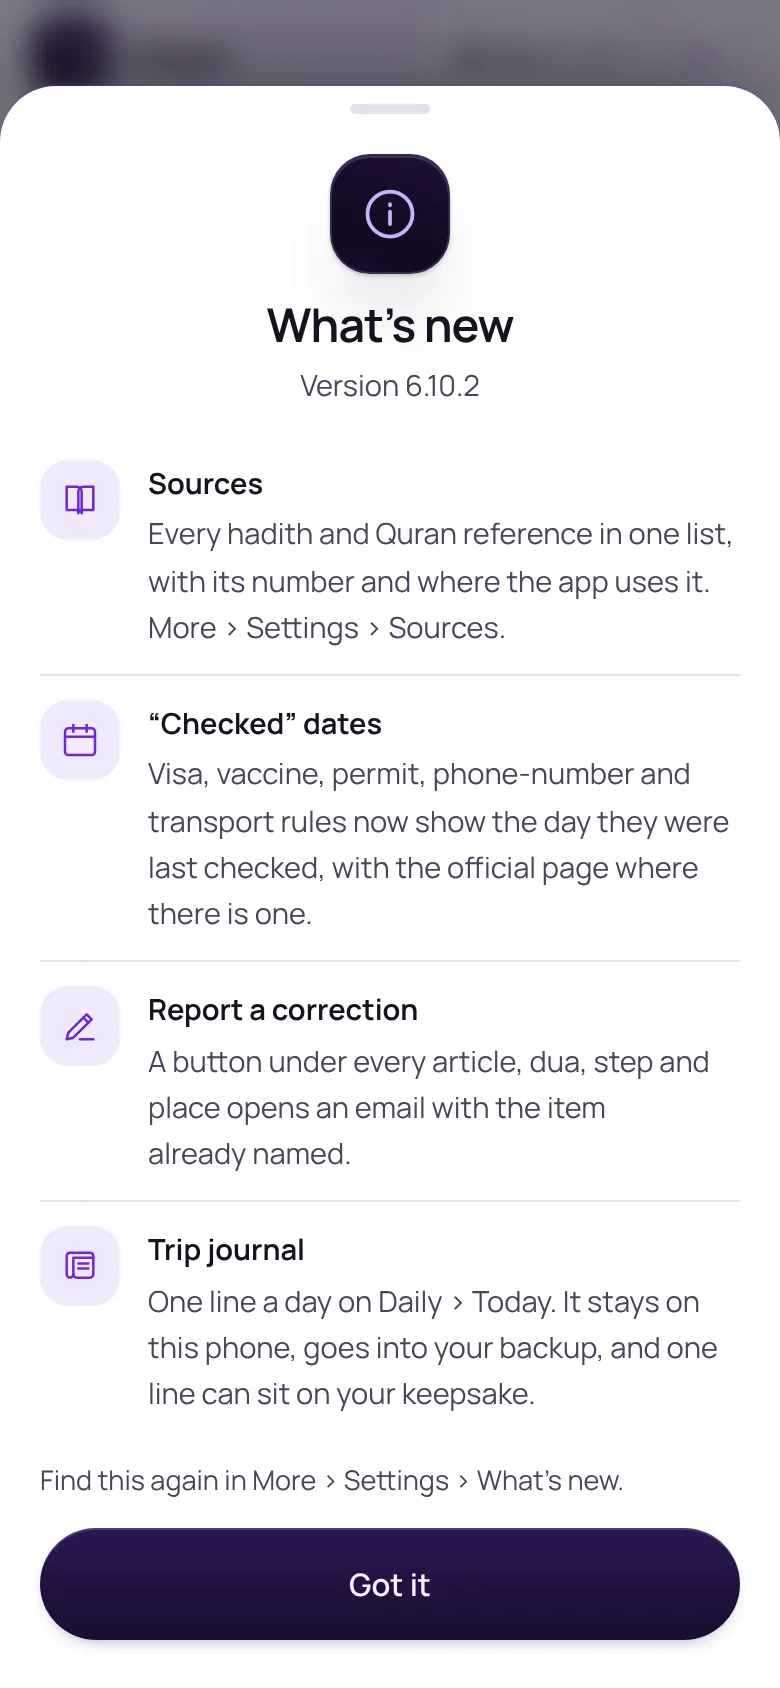 What’s new
Version 6.10.2
Sources
Every hadith and Quran reference in one list,
with its number and where the app uses it.
More > Settings > Sources.
“Checked” dates
Visa, vaccine, permit, phone-number and
transport rules now show the day they were
last checked, with the official page where
there is one.
Report a correction
A button under every article, dua, step and
place opens an email with the item
already named.
Trip journal
One line a day on Daily > Today. It stays on
this phone, goes into your backup, and one
line can sit on your keepsake.
Find this again in More > Settings > What’s new.
Got it